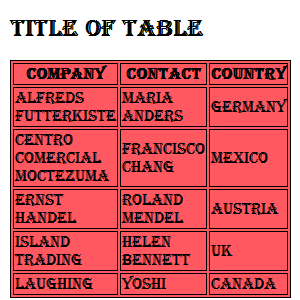 TITLE OF TABLE
COMPANY CONTACT COUNTRY
ALFREDS FUTTERKISTE MARIA ANDERS GERMANY
CENTRO COMERCIAL MOCTEZUMA FRANCISCO CHANG MEXICO
ERNST HANDEL ROLAND MENDEL AUSTRIA
ISLAND TRADING HELEN BENNETT UK
LAUGHING YOSHI CANADA